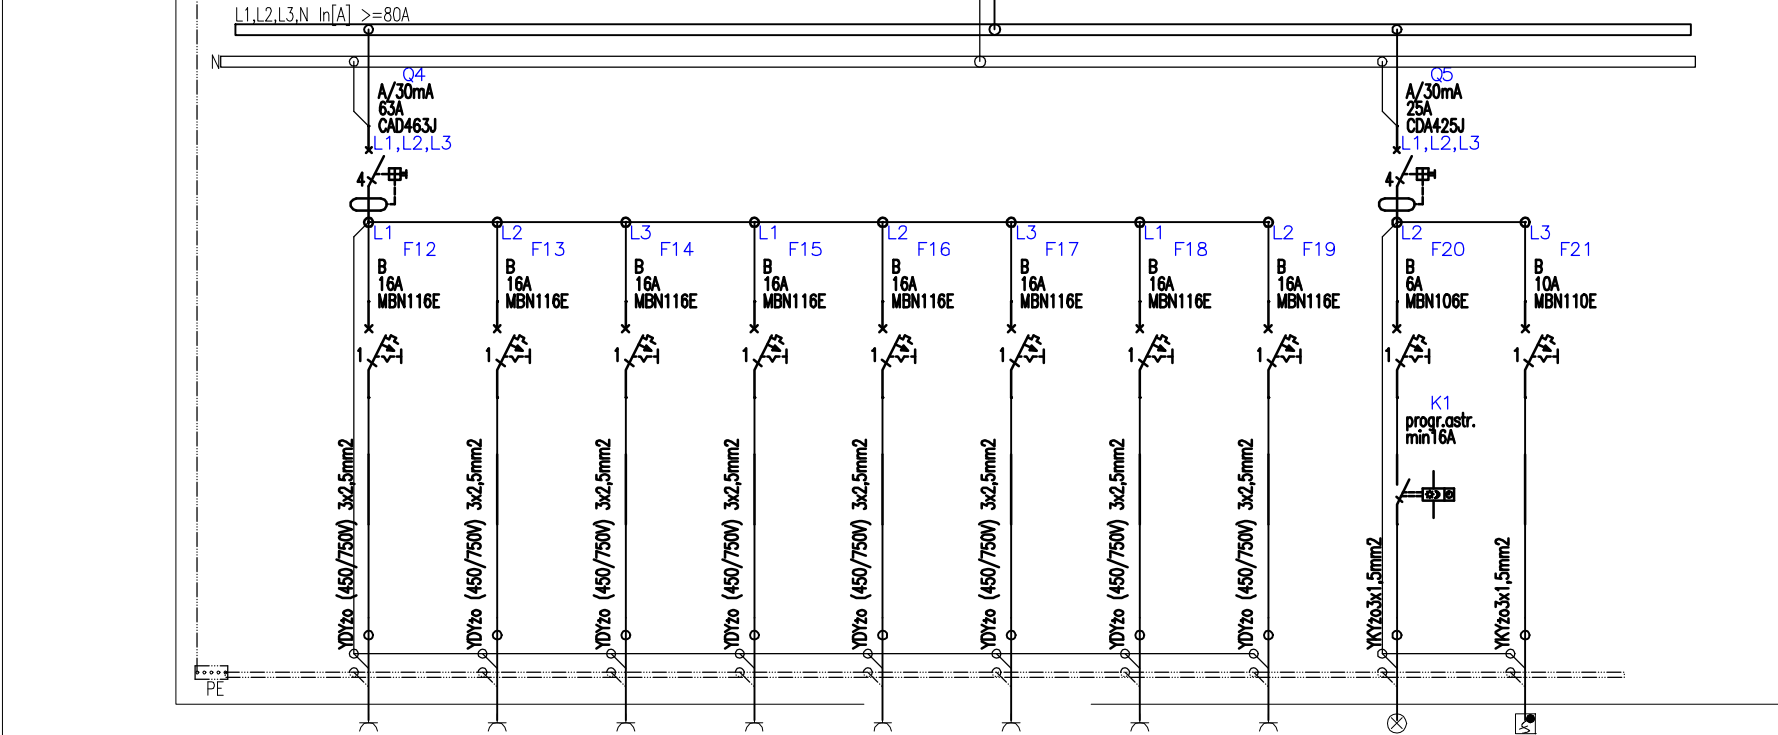 L1,L2,L3,N In[A] >=80A
N
Q4
A/30mA
63A
CAD463J
L1,L2,L3
4
Q5
A/30mA
25A
CDA425J
L1,L2,L3
4
L1
F12
B
16A
MBN116E
1
YDYżo (450/750V) 3x2,5mm2
L2
F13
B
16A
MBN116E
1
YDYżo (450/750V) 3x2,5mm2
L3
F14
B
16A
MBN116E
1
YDYżo (450/750V) 3x2,5mm2
L1
F15
B
16A
MBN116E
1
YDYżo (450/750V) 3x2,5mm2
L2
F16
B
16A
MBN116E
1
YDYżo (450/750V) 3x2,5mm2
L3
F17
B
16A
MBN116E
1
YDYżo (450/750V) 3x2,5mm2
L1
F18
B
16A
MBN116E
1
YDYżo (450/750V) 3x2,5mm2
L2
F19
B
16A
MBN116E
1
YDYżo (450/750V) 3x2,5mm2
L2
F20
B
6A
MBN106E
1
K1
progr.astr.
min16A
YKYżo3x1,5mm2
L3
F21
B
10A
MBN110E
1
YKYżo3x1,5mm2
PE